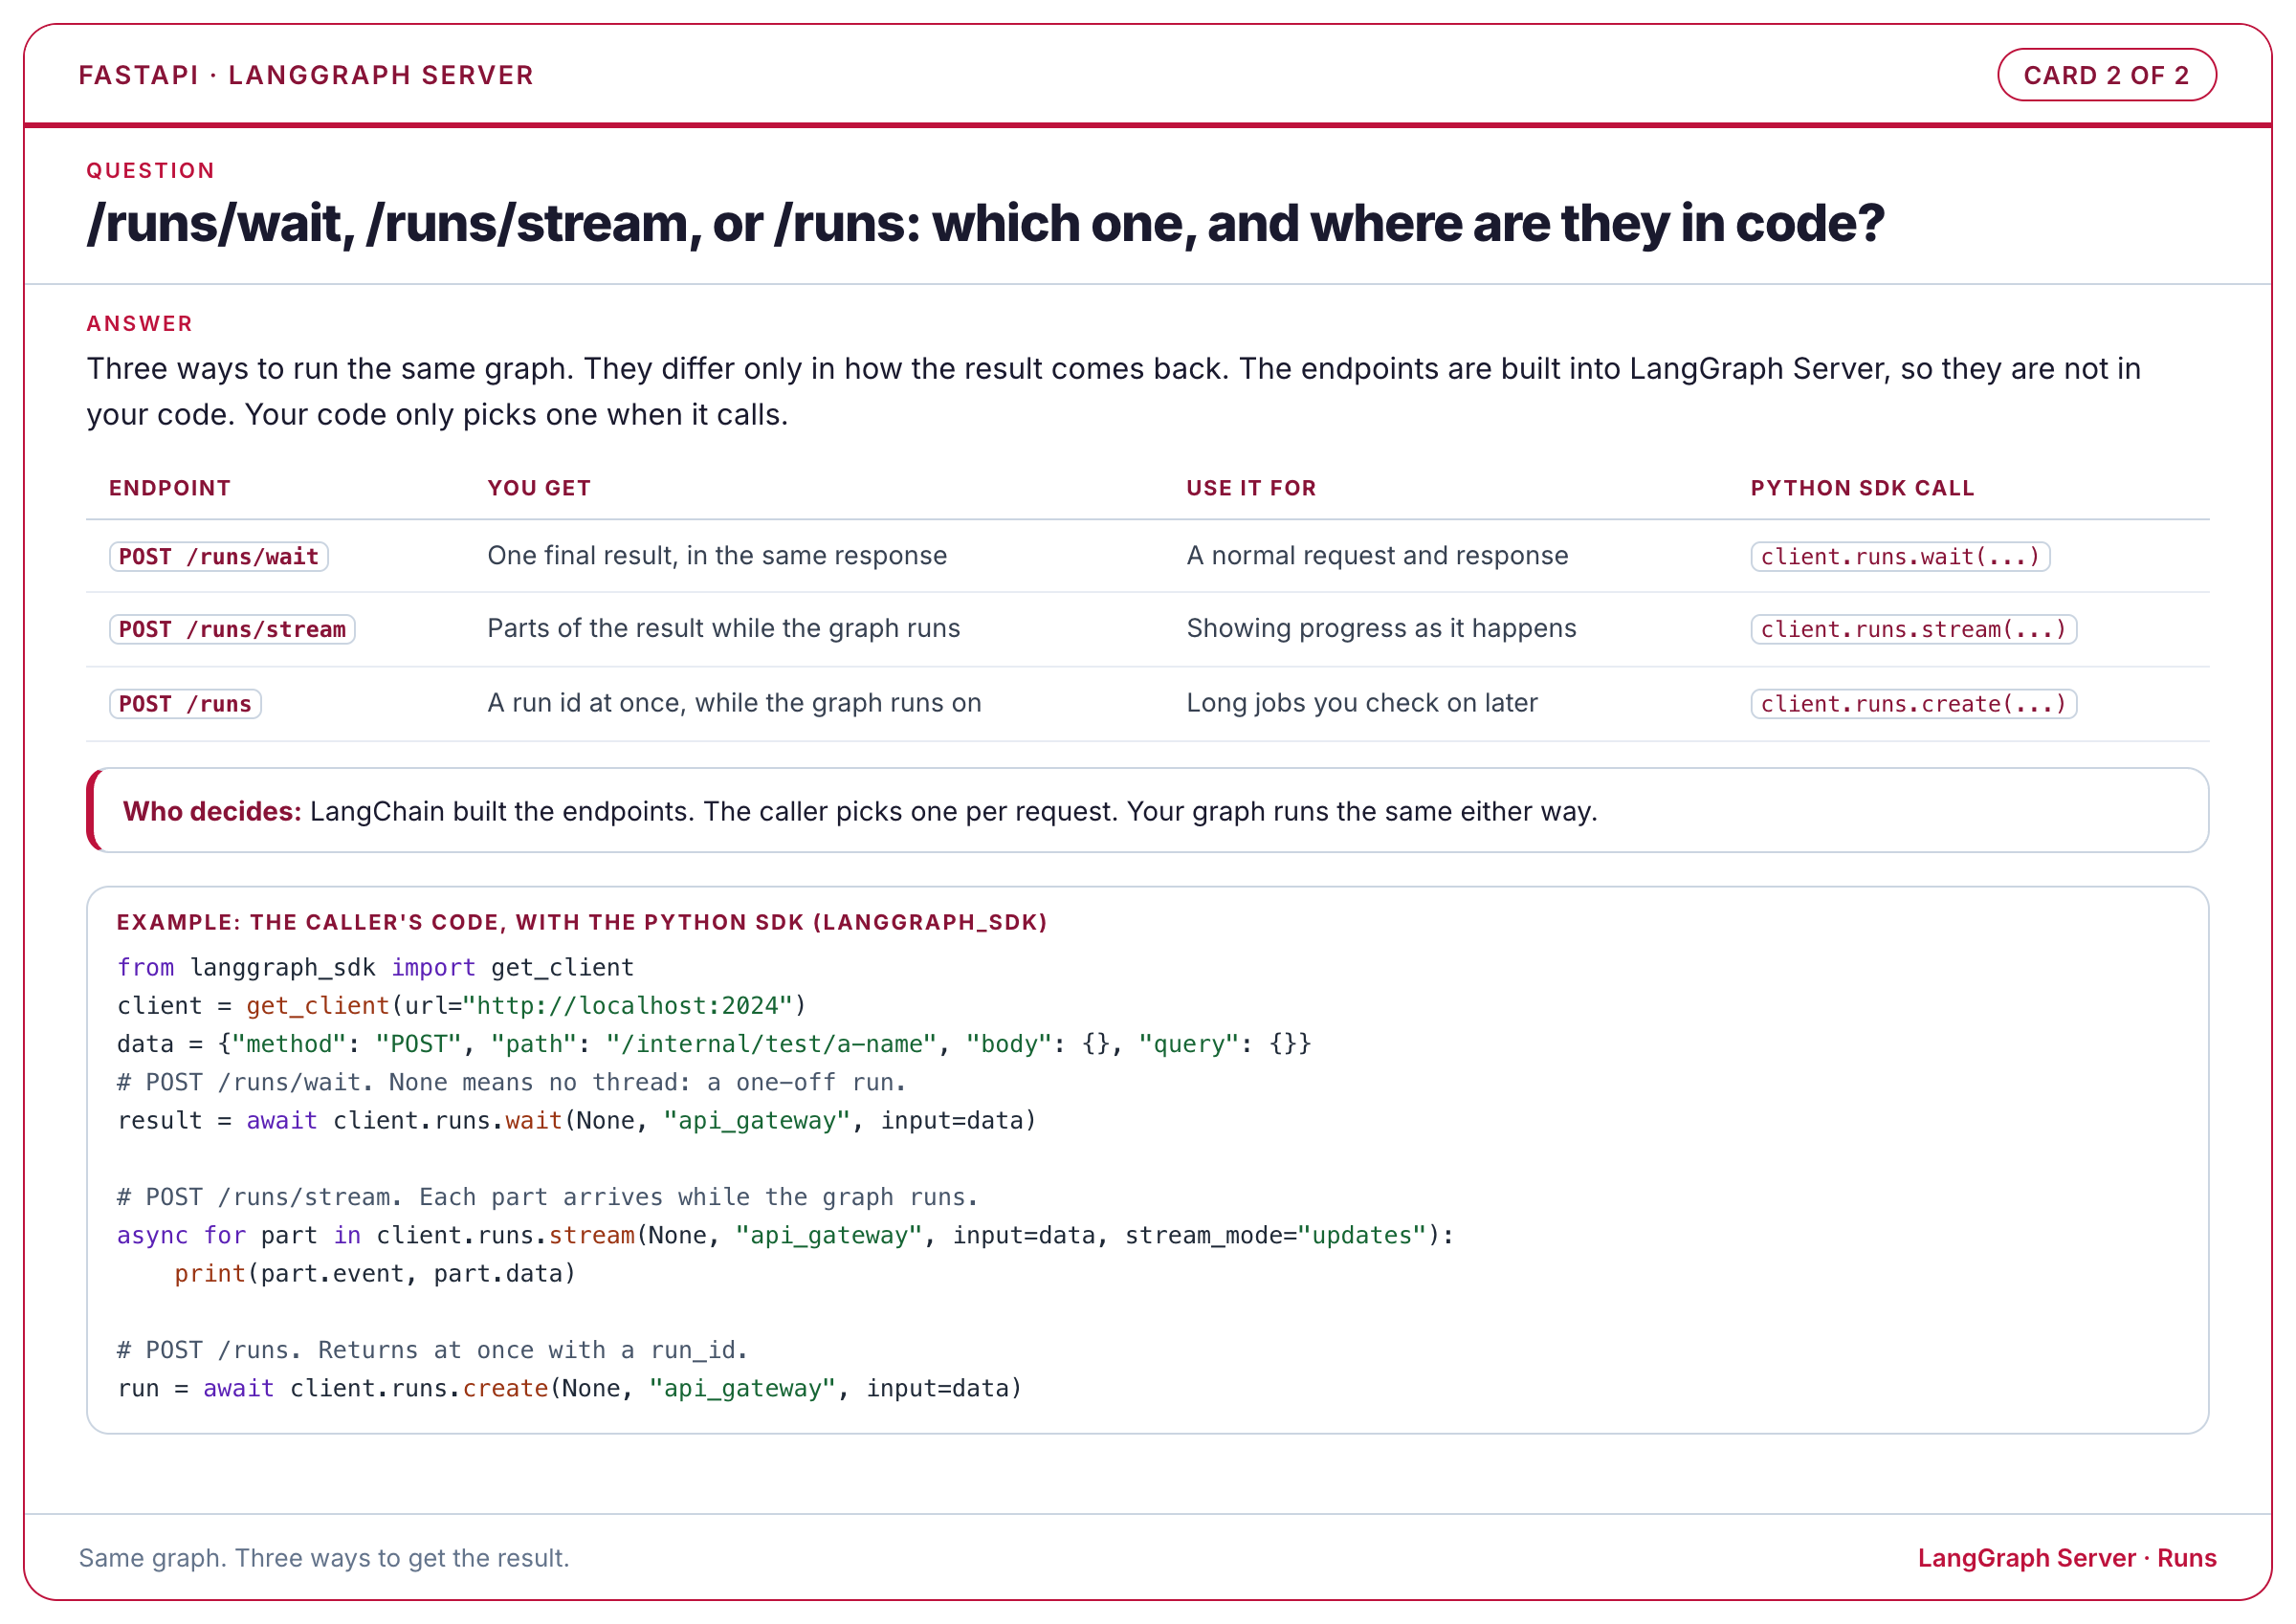 FASTAPI · LANGGRAPH SERVER
CARD 2 OF 2
QUESTION
/runs/wait, /runs/stream, or /runs: which one, and where are they in code?
ANSWER
Three ways to run the same graph. They differ only in how the result comes back. The endpoints are built into LangGraph Server, so they are not in
your code. Your code only picks one when it calls.
ENDPOINT YOU GET USE IT FOR PYTHON SDK CALL
POST /runs/wait One final result, in the same response A normal request and response client.runs.wait(...)
POST /runs/stream Parts of the result while the graph runs Showing progress as it happens client.runs.stream(...)
POST /runs A run id at once, while the graph runs on Long jobs you check on later client.runs.create(...)
Who decides: LangChain built the endpoints. The caller picks one per request. Your graph runs the same either way.
EXAMPLE: THE CALLER'S CODE, WITH THE PYTHON SDK (LANGGRAPH_SDK)
from langgraph_sdk import get_client
client = get_client(url="http://localhost:2024")
data = {"method": "POST", "path": "/internal/test/a-name", "body": {}, "query": {}}
# POST /runs/wait. None means no thread: a one-off run.
result = await client.runs.wait(None, "api_gateway", input=data)
# POST /runs/stream. Each part arrives while the graph runs.
async for part in client.runs.stream(None, "api_gateway", input=data, stream_mode="updates"):
    print(part.event, part.data)
# POST /runs. Returns at once with a run_id.
run = await client.runs.create(None, "api_gateway", input=data)
Same graph. Three ways to get the result.
LangGraph Server · Runs